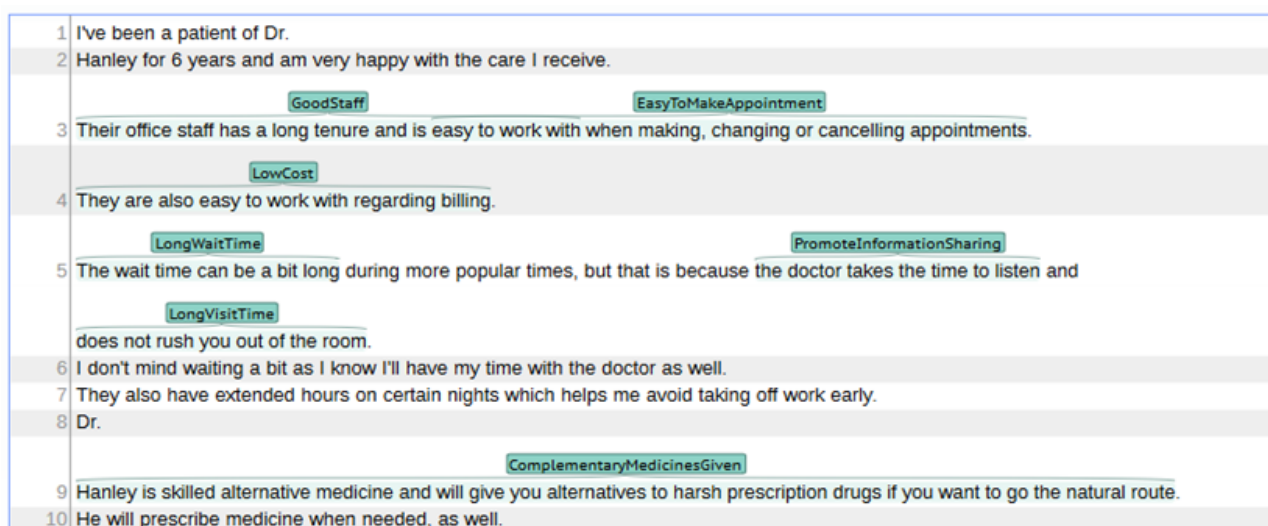 1 I've been a patient of Dr.
2 Hanley for 6 years and am very happy with the care I receive.
GoodStaff EasyToMakeAppointment
3 Their office staff has a long tenure and is easy to work with when making, changing or cancelling appointments.
LowCost
4 They are also easy to work with regarding billing.
LongWaitTime PromoteInformationSharing
5 The wait time can be a bit long during more popular times, but that is because the doctor takes the time to listen and
LongVisitTime
does not rush you out of the room.
6 I don't mind waiting a bit as I know I'll have my time with the doctor as well.
7 They also have extended hours on certain nights which helps me avoid taking off work early.
8 Dr.
ComplementaryMedicinesGiven
9 Hanley is skilled alternative medicine and will give you alternatives to harsh prescription drugs if you want to go the natural route.
10 He will prescribe medicine when needed, as well.